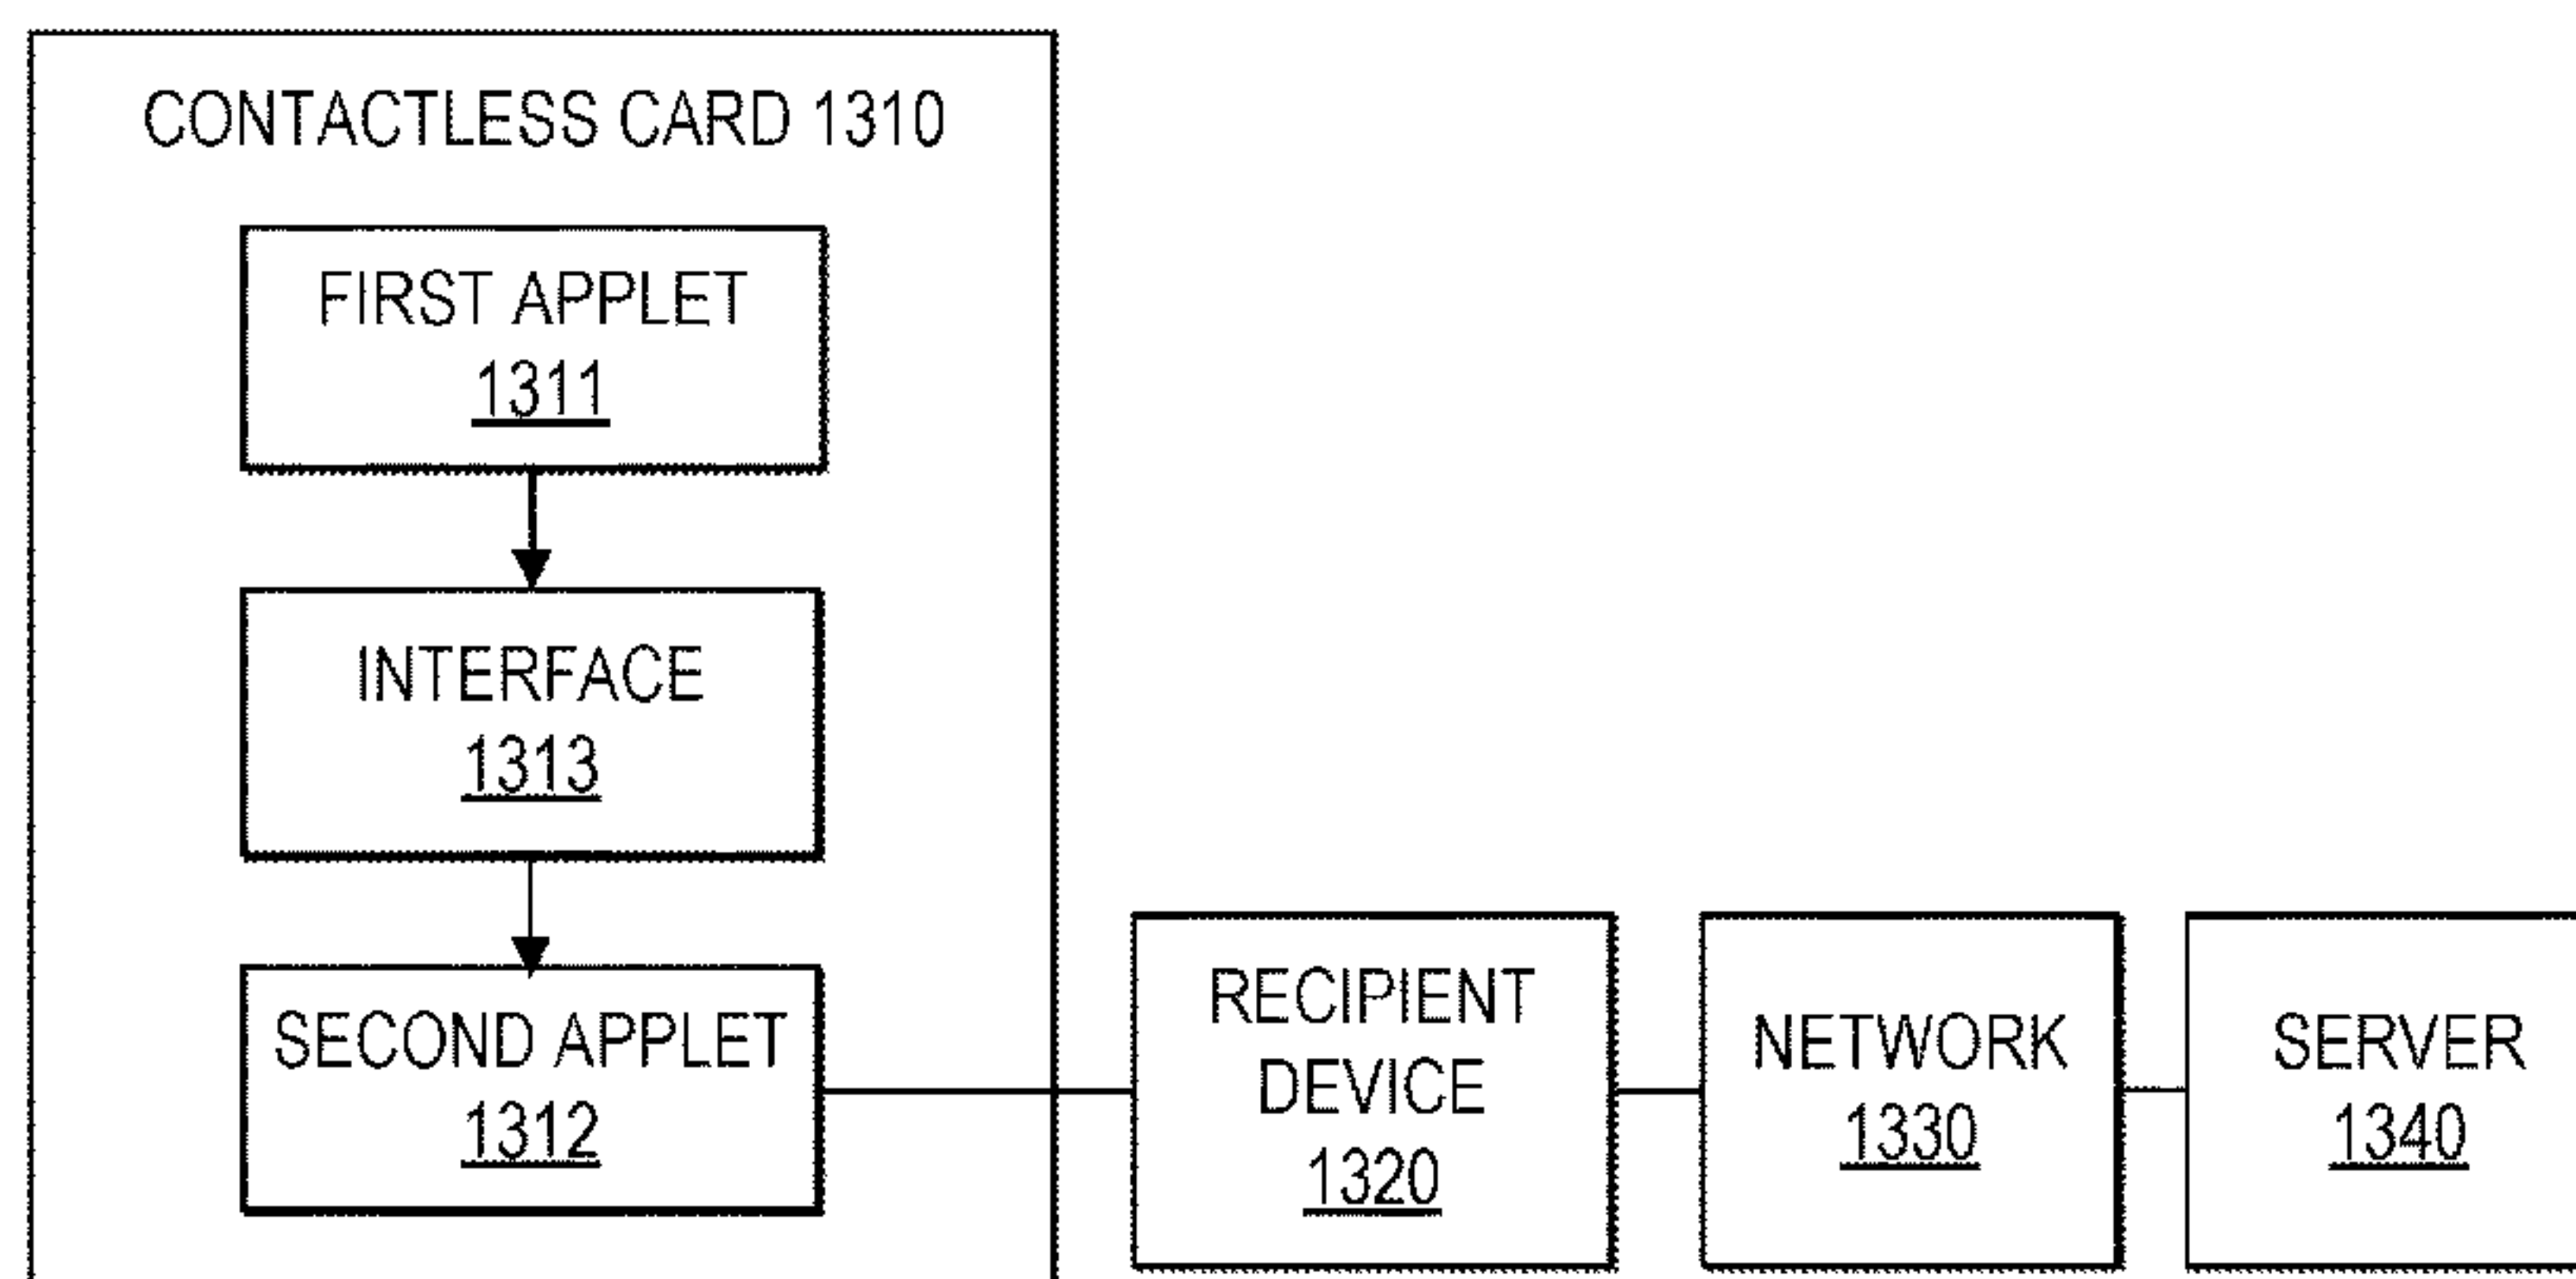 CONTACTLESS CARD 1310
FIRST APPLET
1311
INTERFACE
1313
SECOND APPLET
1312
RECIPIENT
DEVICE
1320
NETWORK
1330
SERVER
1340